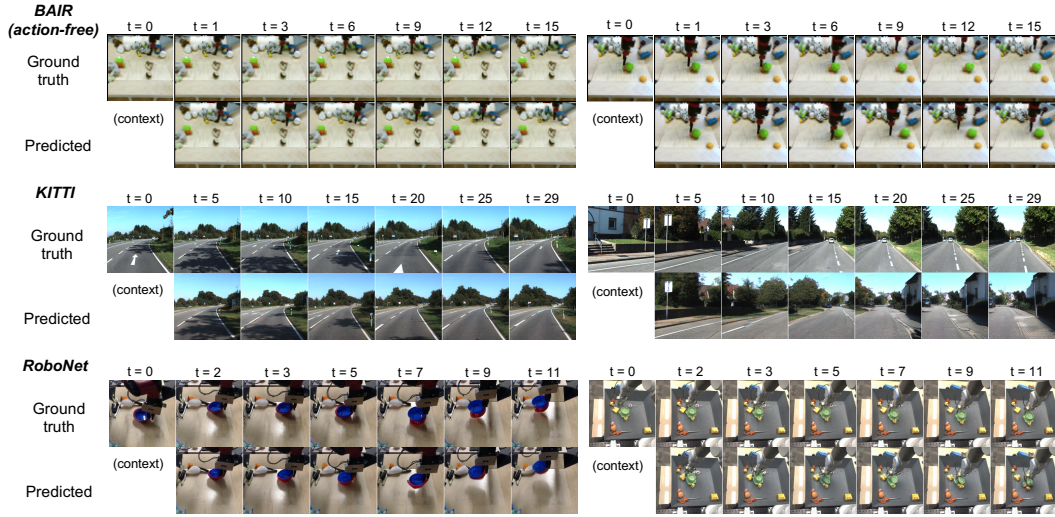 BAIR
(action-free)
t = 0 t = 1 t = 3 t = 6 t = 9 t = 12 t = 15 t = 0 t = 1 t = 3 t = 6 t = 9 t = 12 t = 15
Ground
truth
(context) (context)
Predicted
KITTI
t = 0 t = 5 t = 10 t = 15 t = 20 t = 25 t = 29 t = 0 t = 5 t = 10 t = 15 t = 20 t = 25 t = 29
Ground
truth
(context) (context)
Predicted
RoboNet
t = 0 t = 2 t = 3 t = 5 t = 7 t = 9 t = 11 t = 0 t = 2 t = 3 t = 5 t = 7 t = 9 t = 11
Ground
truth
(context) (context)
Predicted